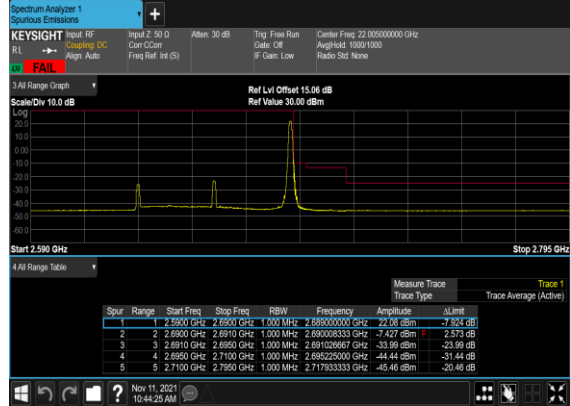 Spectrum Analyzer 1
Spurious Emissions
KEYSIGHT Input: RF Input Z: 50 Ω Atten: 30 dB Trig: Free Run Center Freq: 22.005000000 GHz
RL Coupling: DC Corr CCorr Gate: Off Avg|Hold: 1000/1000
Align: Auto Freq Ref: Int (S) IF Gain: Low Radio Std: None
FAIL
3 All Range Graph
Ref Lvl Offset 15.06 dB
Scale/Div 10.0 dB Ref Value 30.00 dBm
Log
20.0
10.0
0.00
-10.0
-20.0
-30.0
-40.0
-50.0
-60.0
Start 2.590 GHz Stop 2.795 GHz
4 All Range Table
Measure Trace Trace 1
Trace Type Trace Average (Active)
Spur Range Start Freq Stop Freq RBW Frequency Amplitude ΔLimit
1 1 2.5900 GHz 2.6900 GHz 1.000 MHz 2.689000000 GHz 22.08 dBm -7.924 dB
2 2 2.6900 GHz 2.6910 GHz 1.000 MHz 2.690008333 GHz -7.427 dBm F 2.573 dB
3 3 2.6910 GHz 2.6950 GHz 1.000 MHz 2.691026667 GHz -33.99 dBm -23.99 dB
4 4 2.6950 GHz 2.7100 GHz 1.000 MHz 2.695225000 GHz -44.44 dBm -31.44 dB
5 5 2.7100 GHz 2.7950 GHz 1.000 MHz 2.717933333 GHz -45.46 dBm -20.46 dB
? Nov 11, 2021
10:44:25 AM